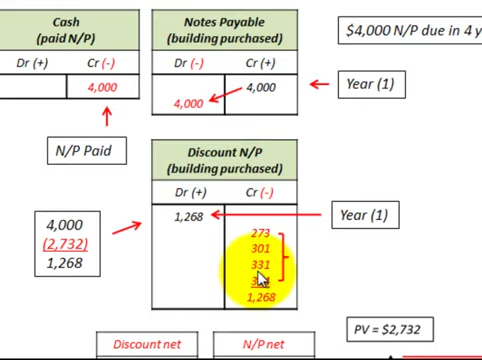 Cash
(paid N/P)
Dr (+) Cr (-)
4,000
Notes Payable
(building purchased)
Dr (-) Cr (+)
4,000
4,000
$4,000 N/P due in 4
Year (1)
N/P Paid
Discount N/P
(building purchased)
Dr (+) Cr (-)
1,268
273
301
331
1,268
Year (1)
4,000
(2,732)
1,268
PV = $2,732
Discount net
N/P net